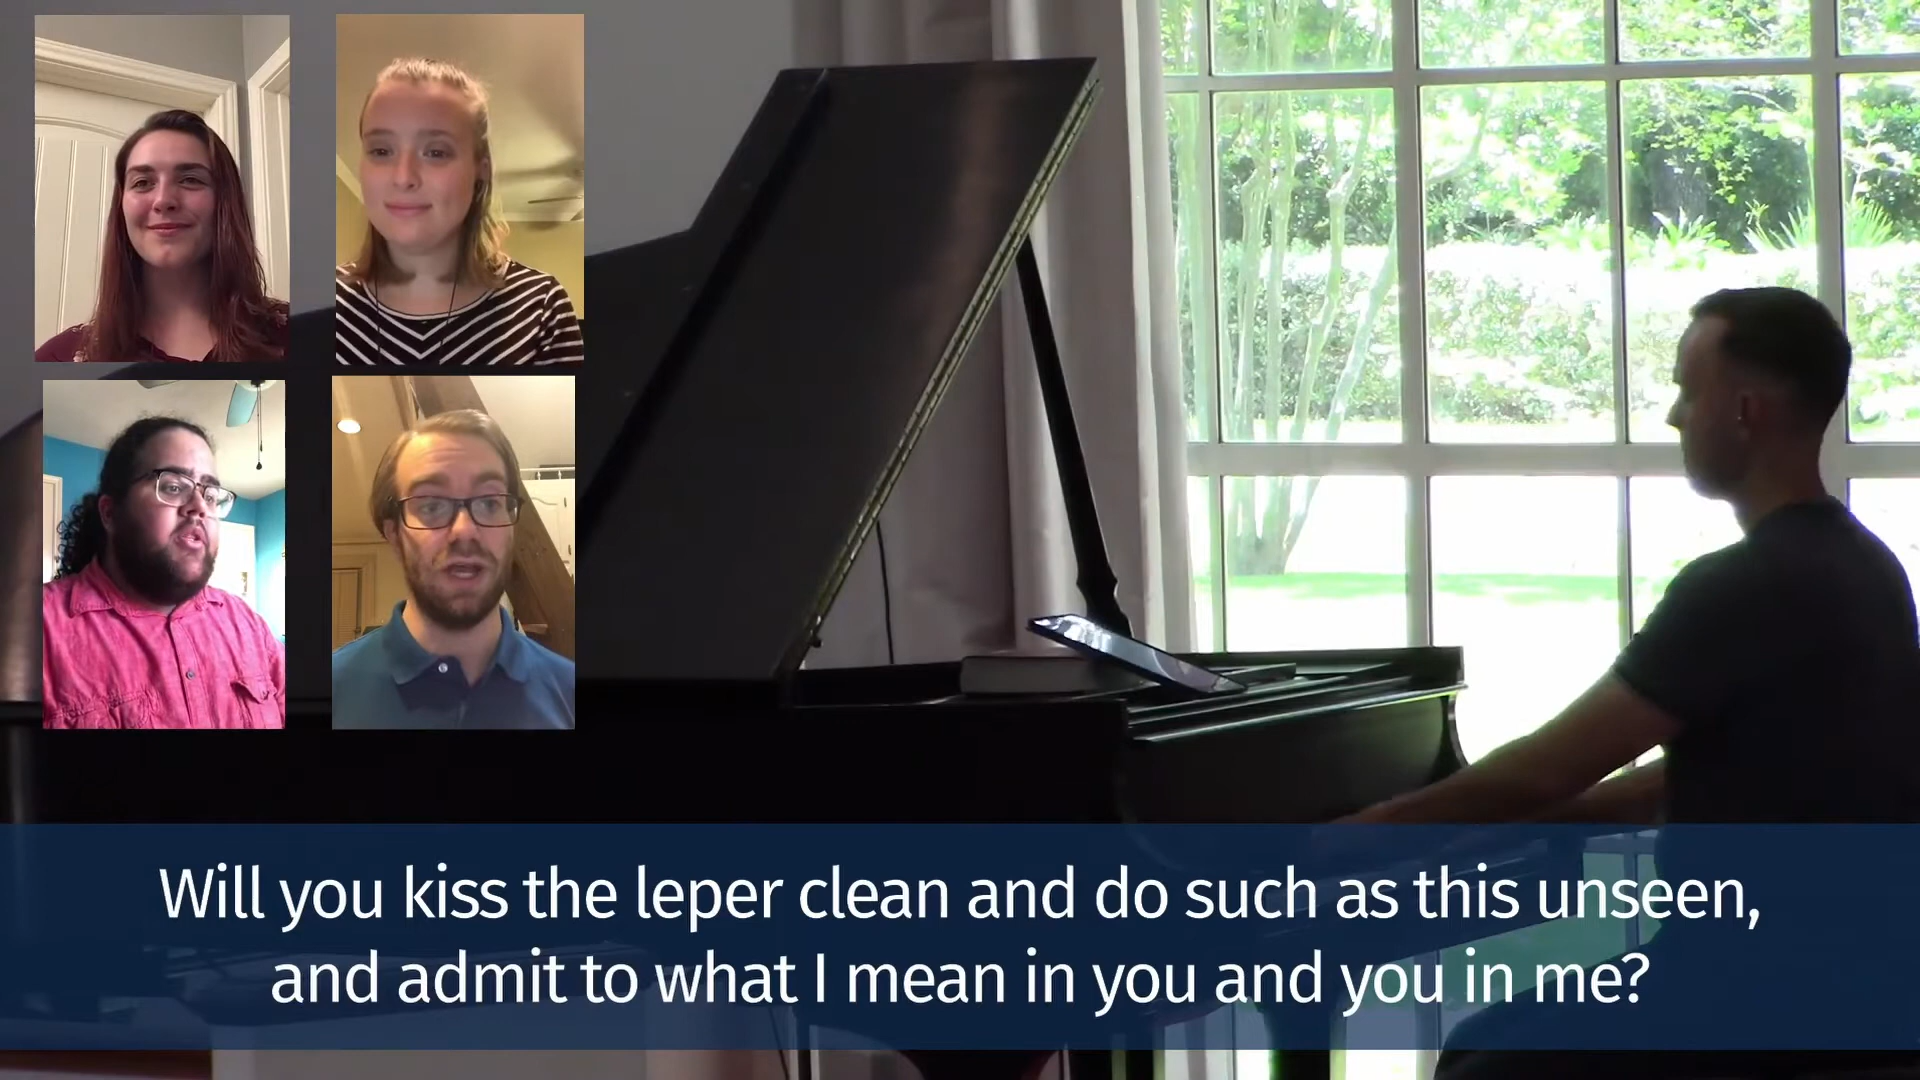 Will you kiss the leper clean and do such as this unseen,
and admit to what I mean in you and you in me?